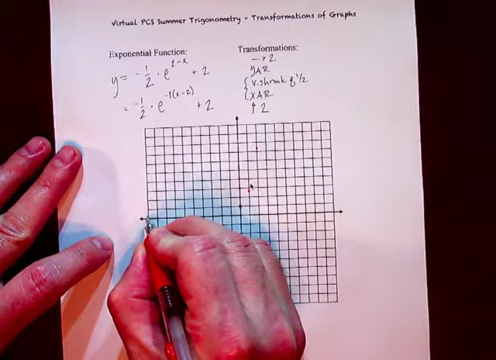 Virtual PCS Summer Trigonometry - Transformations of Graphs
Exponential Function: Transformations:
y = -1/2 · e^(2-x) + 2 → 2
yAR
{ v. shrink of 1/2
= -1/2 · e^(-1(x-2)) + 2 { xAR
↑ 2